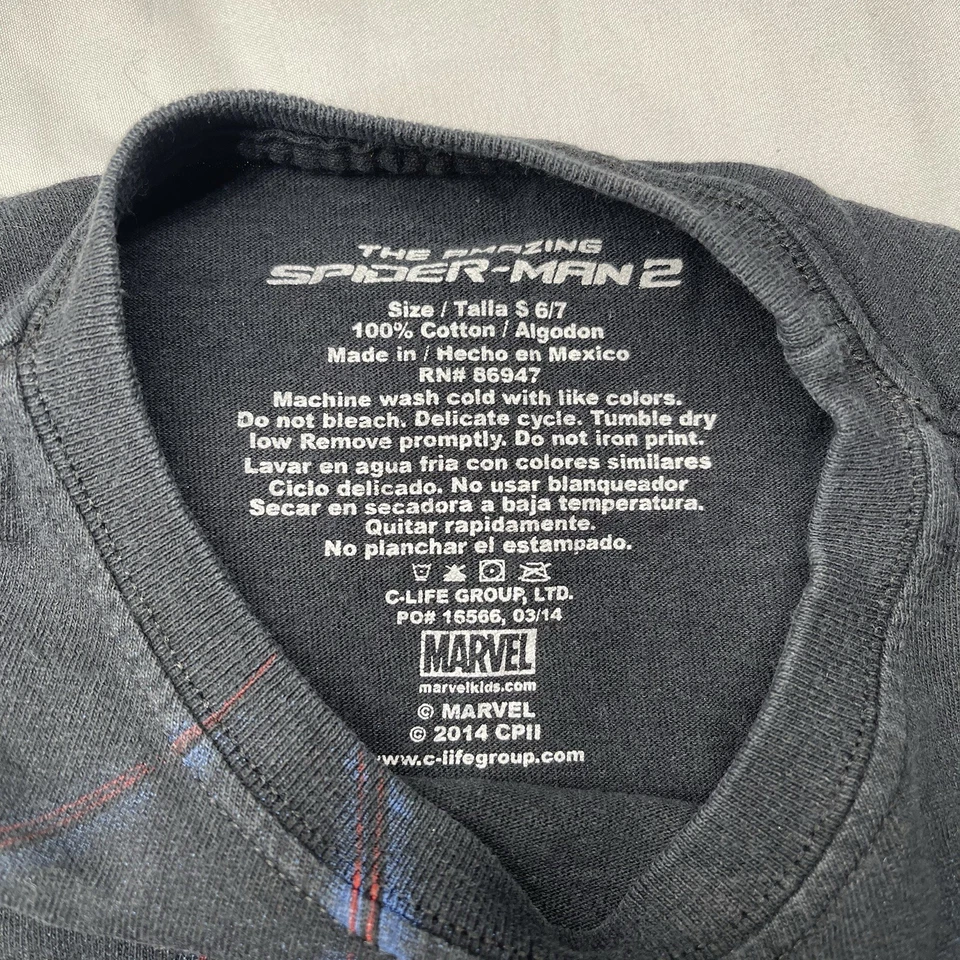 THE AMAZING
SPIDER-MAN 2
Size / Talla S 6/7
100% Cotton / Algodon
Made in / Hecho en Mexico
RN# 86947
Machine wash cold with like colors.
Do not bleach. Delicate cycle. Tumble dry
low Remove promptly. Do not iron print.
Lavar en agua fria con colores similares
Ciclo delicado. No usar blanqueador
Secar en secadora a baja temperatura.
Quitar rapidamente.
No planchar el estampado.
C-LIFE GROUP, LTD.
PO# 16566, 03/14
MARVEL
marvelkids.com
© MARVEL
© 2014 CPII
www.c-lifegroup.com